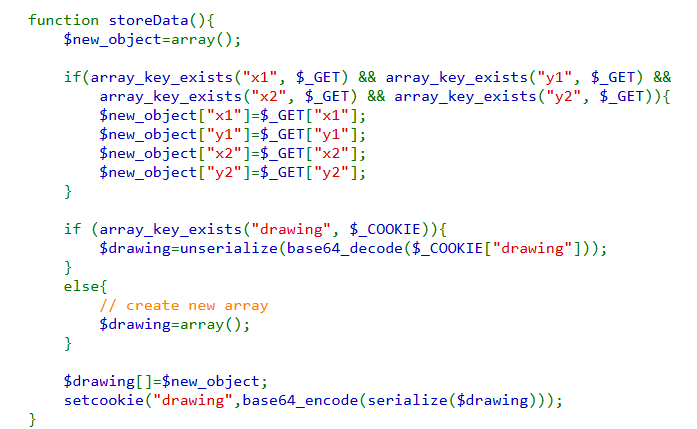 function storeData(){
$new_object=array();
if(array_key_exists("x1", $_GET) && array_key_exists("y1", $_GET) &&
array_key_exists("x2", $_GET) && array_key_exists("y2", $_GET)){
$new_object["x1"]=$_GET["x1"];
$new_object["y1"]=$_GET["y1"];
$new_object["x2"]=$_GET["x2"];
$new_object["y2"]=$_GET["y2"];
}
if (array_key_exists("drawing", $_COOKIE)){
$drawing=unserialize(base64_decode($_COOKIE["drawing"]));
}
else{
// create new array
$drawing=array();
}
$drawing[]=$new_object;
setcookie("drawing",base64_encode(serialize($drawing)));
}